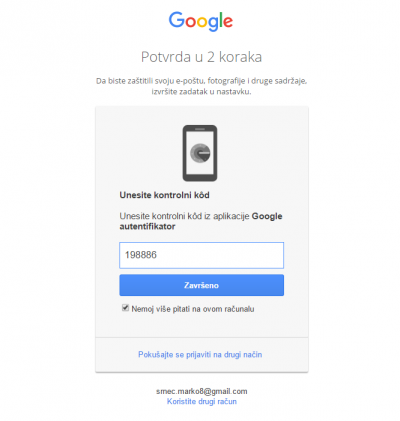 Google
Potvrda u 2 koraka
Da biste zaštitili svoju e-poštu, fotografije i druge sadržaje,
izvršite zadatak u nastavku.
Unesite kontrolni kôd
Unesite kontrolni kôd iz aplikacije Google
autentifikator
198886
Završeno
Nemoj više pitati na ovom računalu
Pokušajte se prijaviti na drugi način
smec.marko8@gmail.com
Koristite drugi račun